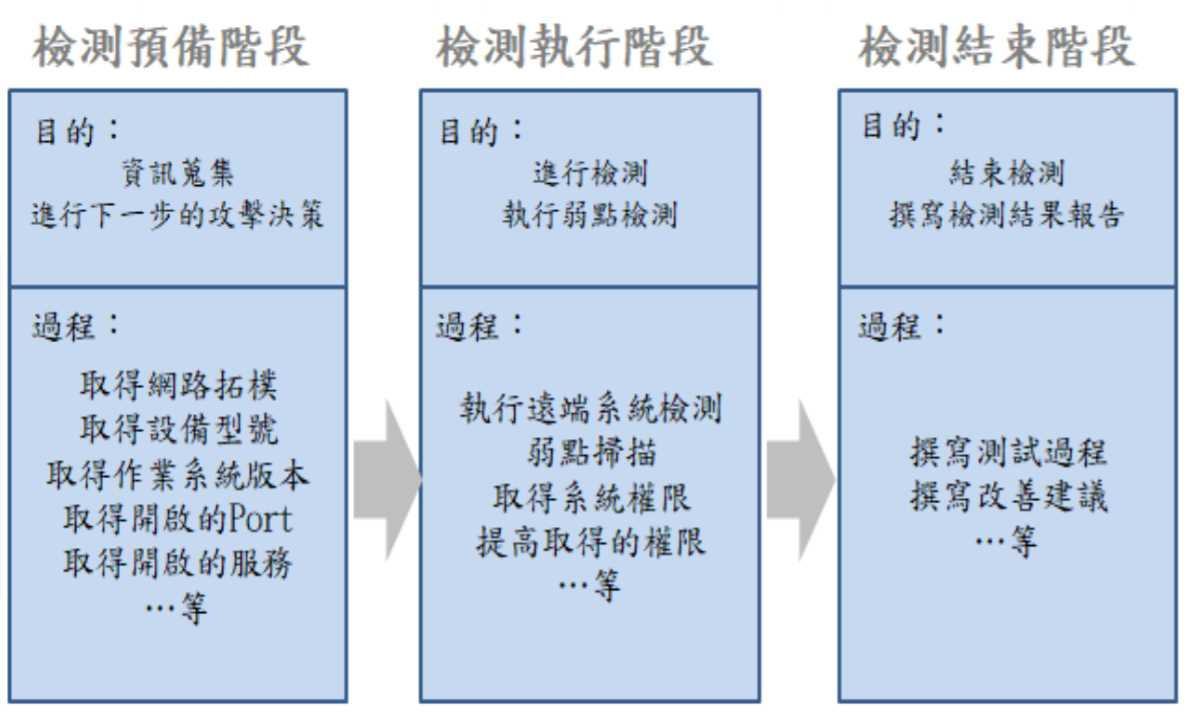 檢測預備階段
目的：
資訊蒐集
進行下一步的攻擊決策
過程：
取得網路拓樸
取得設備型號
取得作業系統版本
取得開啟的Port
取得開啟的服務
…等
檢測執行階段
目的：
進行檢測
執行弱點檢測
過程：
執行遠端系統檢測
弱點掃描
取得系統權限
提高取得的權限
…等
檢測結束階段
目的：
結束檢測
撰寫檢測結果報告
過程：
撰寫測試過程
撰寫改善建議
…等